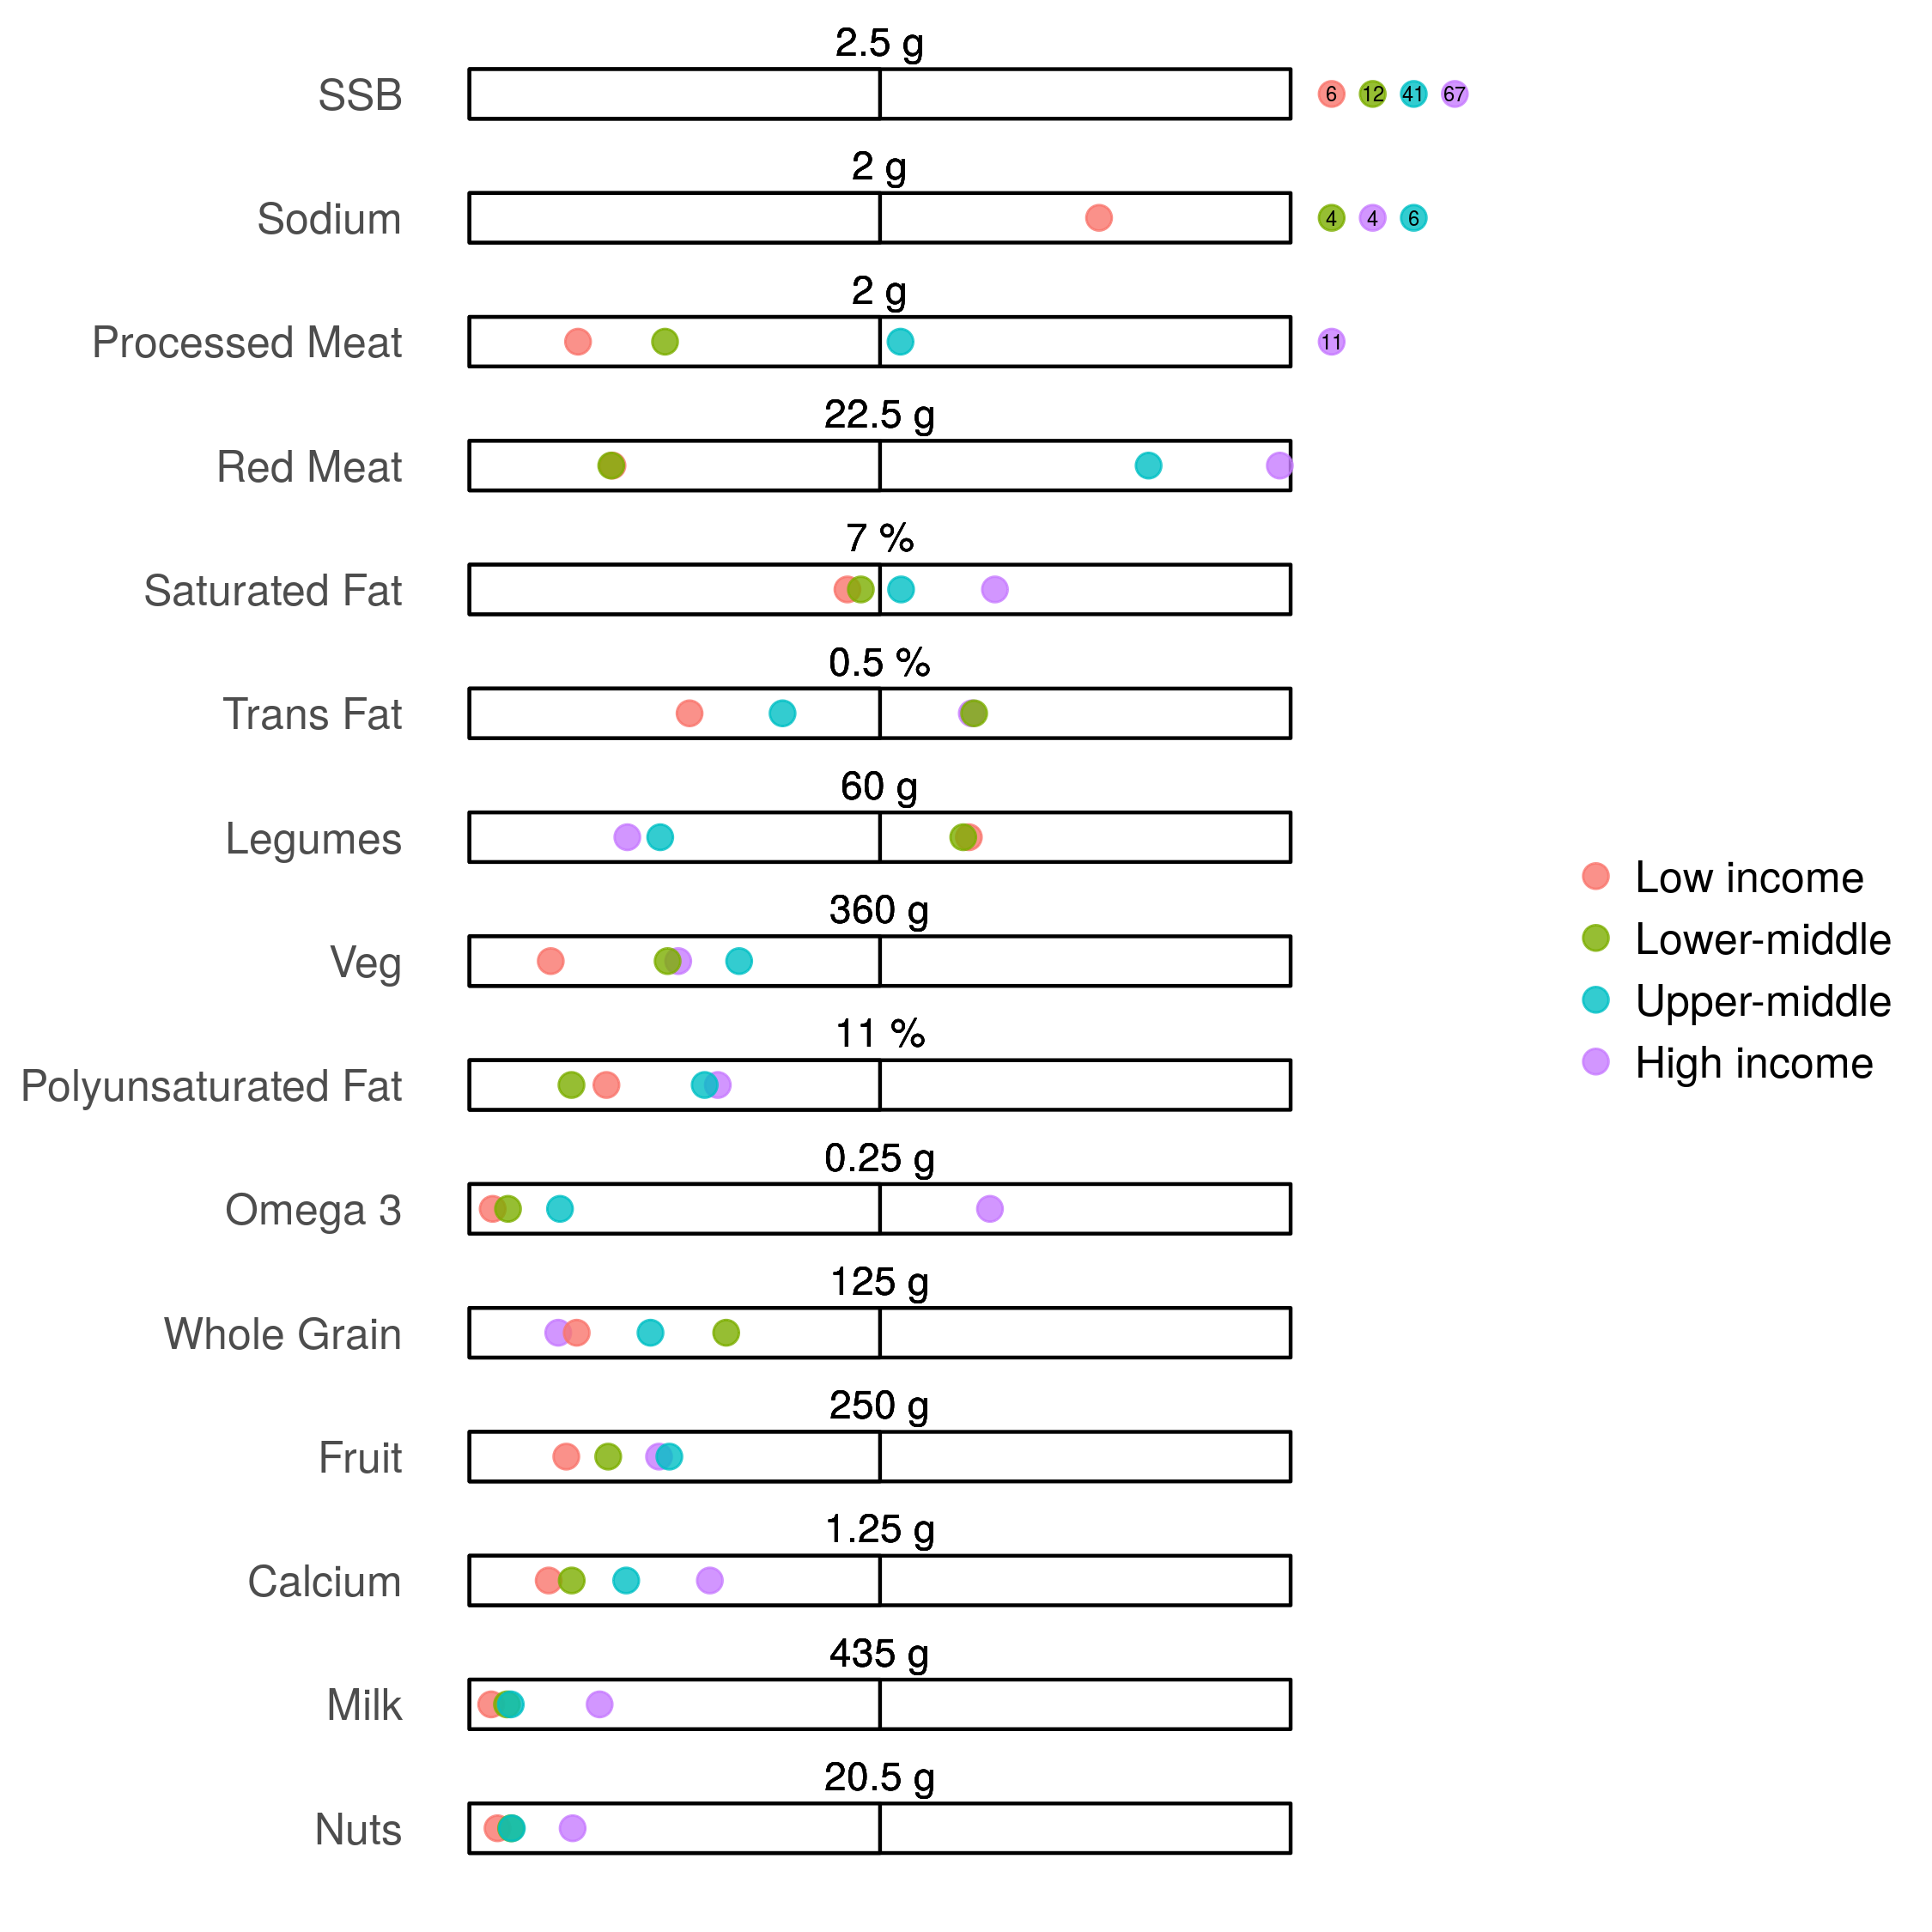 2.5 g
SSB
6 12 41 67
2 g
Sodium
4 4 6
2 g
Processed Meat
11
22.5 g
Red Meat
7 %
Saturated Fat
0.5 %
Trans Fat
60 g
Legumes
360 g
Veg
11 %
Polyunsaturated Fat
0.25 g
Omega 3
125 g
Whole Grain
250 g
Fruit
1.25 g
Calcium
435 g
Milk
20.5 g
Nuts
Low income
Lower-middle
Upper-middle
High income